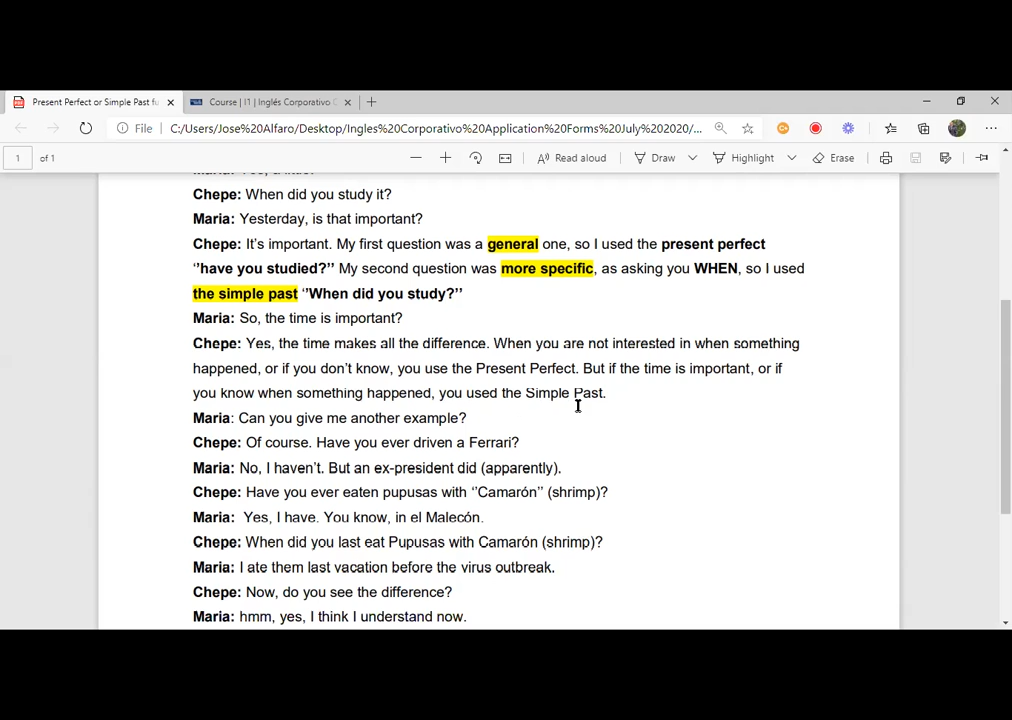 Present Perfect or Simple Past fu
Course | I1 | Inglés Corporativo
File C:/Users/Jose%20Alfaro/Desktop/Ingles%20Corporativo%20Application%20Forms%20July%202020/...
1 of 1 Read aloud Draw Highlight Erase
Chepe: When did you study it?
Maria: Yesterday, is that important?
Chepe: It’s important. My first question was a general one, so I used the present perfect
‘’have you studied?’’ My second question was more specific, as asking you WHEN, so I used
the simple past ‘’When did you study?’’
Maria: So, the time is important?
Chepe: Yes, the time makes all the difference. When you are not interested in when something
happened, or if you don’t know, you use the Present Perfect. But if the time is important, or if
you know when something happened, you used the Simple Past.
Maria: Can you give me another example?
Chepe: Of course. Have you ever driven a Ferrari?
Maria: No, I haven’t. But an ex-president did (apparently).
Chepe: Have you ever eaten pupusas with ‘’Camarón’’ (shrimp)?
Maria: Yes, I have. You know, in el Malecón.
Chepe: When did you last eat Pupusas with Camarón (shrimp)?
Maria: I ate them last vacation before the virus outbreak.
Chepe: Now, do you see the difference?
Maria: hmm, yes, I think I understand now.